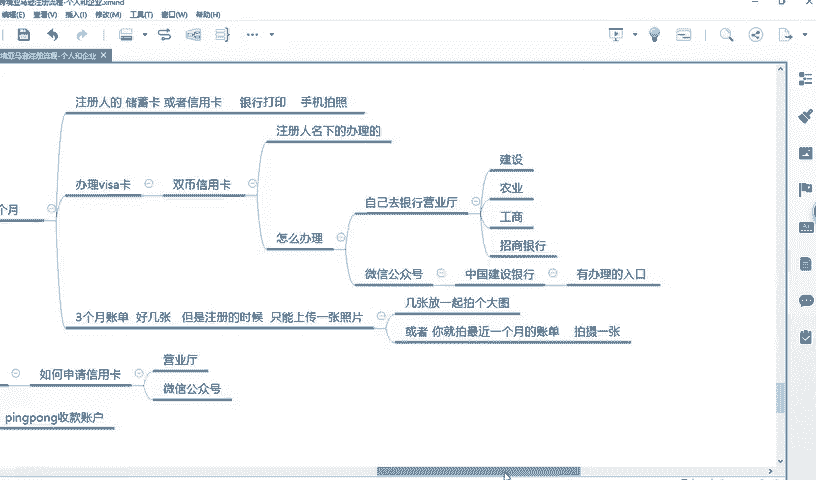 跨境亚马逊注册流程-个人和企业.xmind
编辑(E) 查看(V) 插入(I) 修改(M) 工具(T) 窗口(W) 帮助(H)
境亚马逊注册流程-个人和企业
注册人的 储蓄卡 或者信用卡 银行打印 手机拍照
注册人名下的办理的
建设
办理visa卡 双币信用卡
农业
个月
自己去银行营业厅
工商
怎么办理
招商银行
微信公众号 中国建设银行 有办理的入口
几张放一起拍个大图
3个月账单 好几张 但是注册的时候 只能上传一张照片
或者 你就拍最近一个月的账单 拍摄一张
营业厅
如何申请信用卡
微信公众号
pingpong收款账户